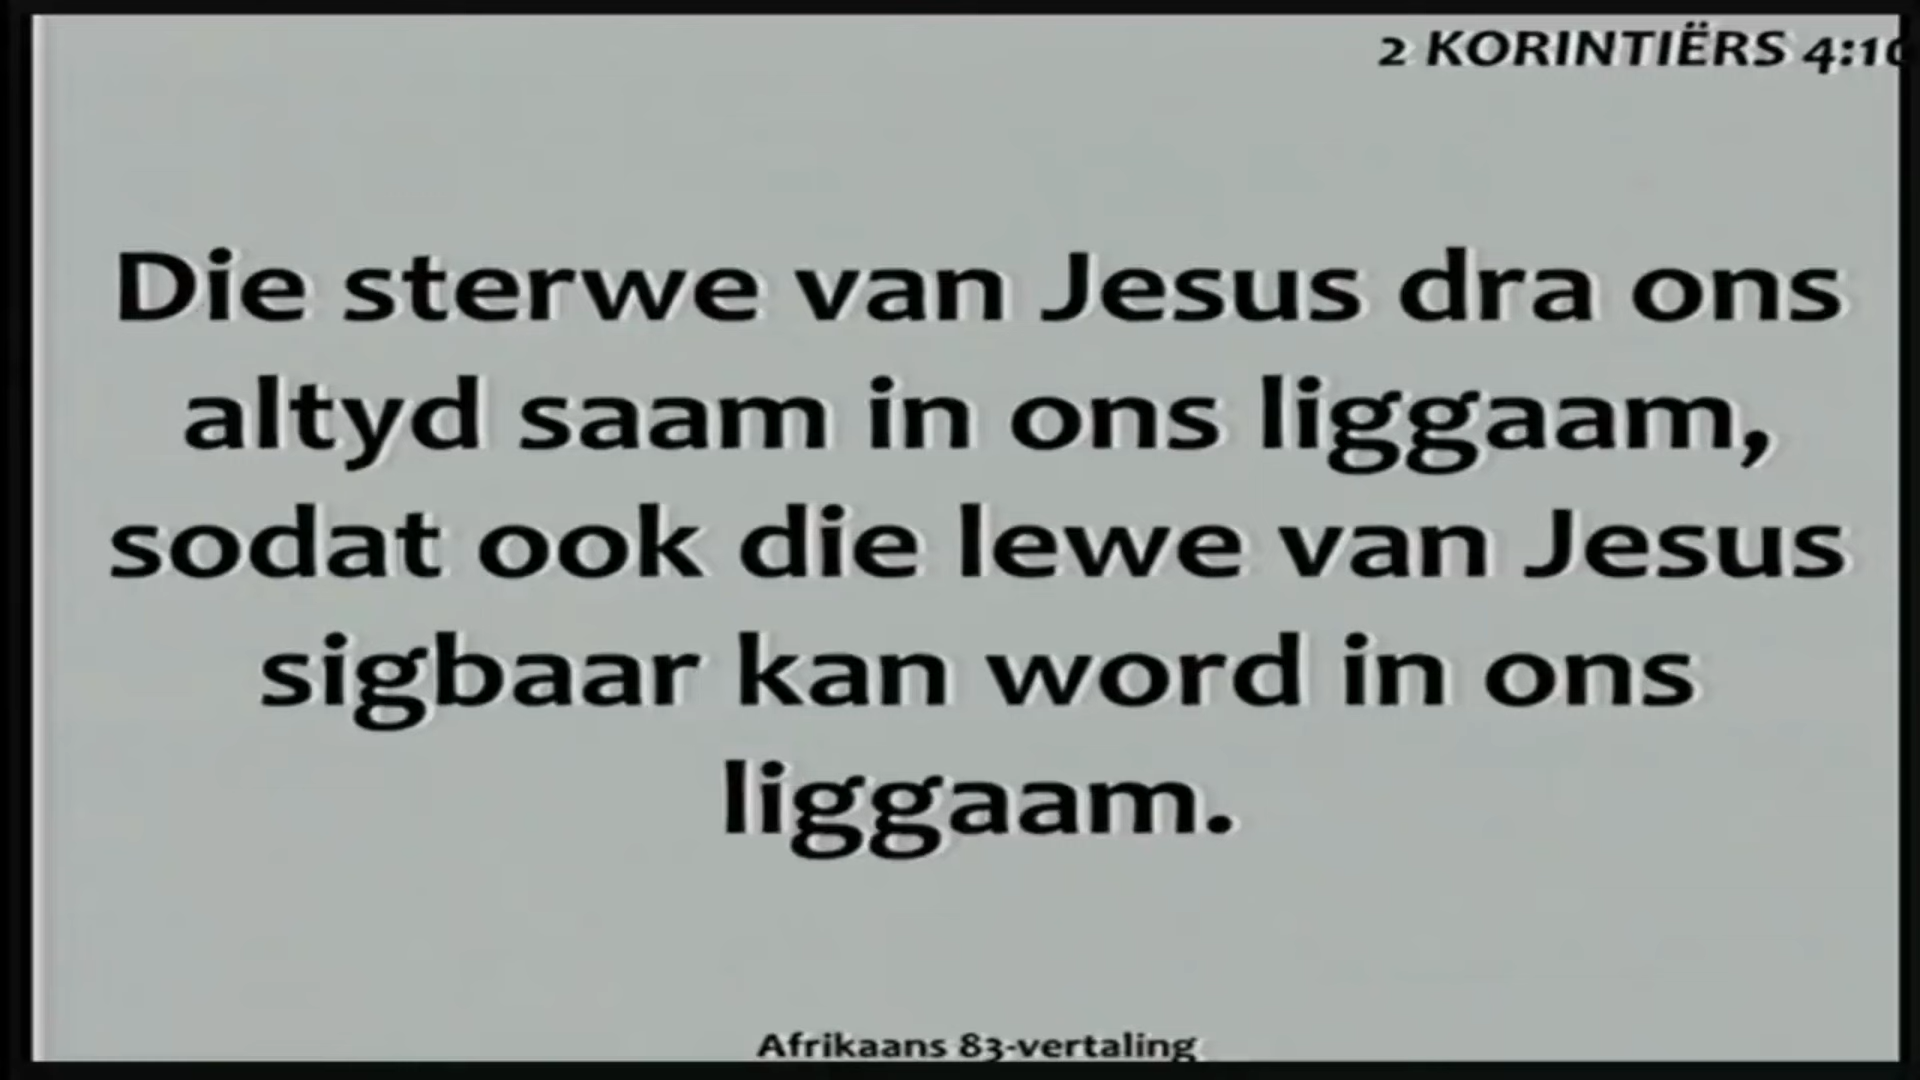 2 KORINTIËRS 4:10
Die sterwe van Jesus dra ons
altyd saam in ons liggaam,
sodat ook die lewe van Jesus
sigbaar kan word in ons
liggaam.
Afrikaans 83-vertaling